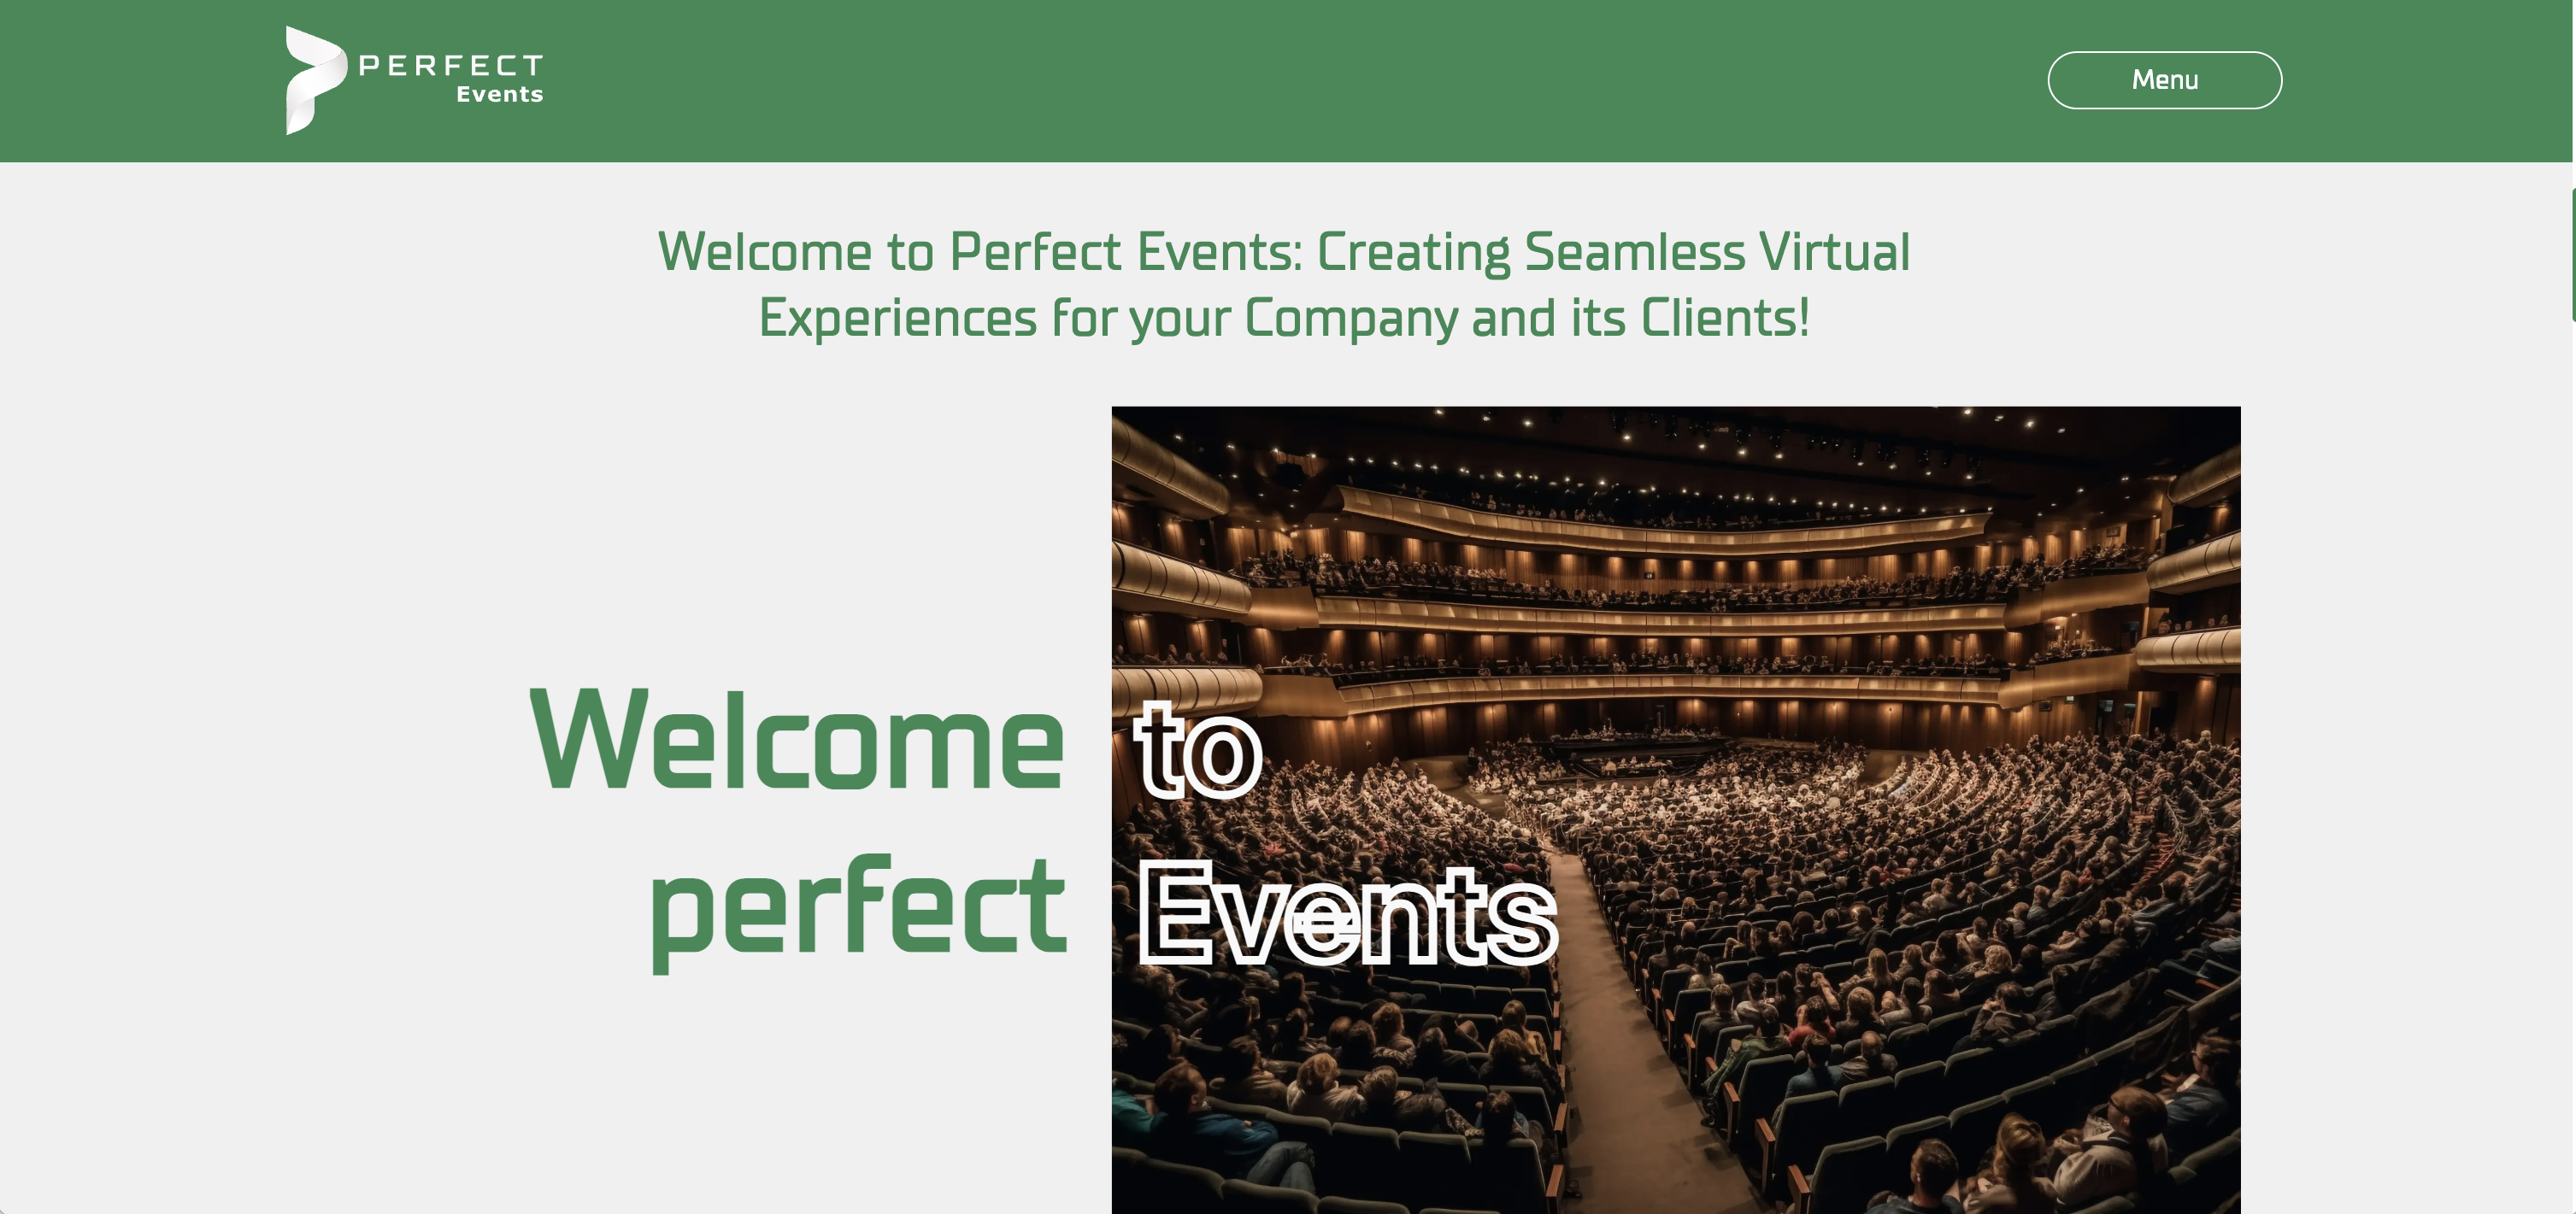 PERFECT
Events
Menu
Welcome to Perfect Events: Creating Seamless Virtual
Experiences for your Company and its Clients!
Welcome to
perfect Events